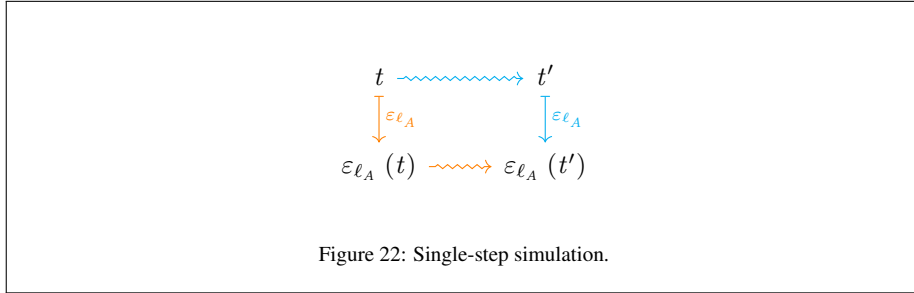 t t′
ε_{ℓ_A} ε_{ℓ_A}
ε_{ℓ_A} (t) ε_{ℓ_A} (t′)
Figure 22: Single-step simulation.